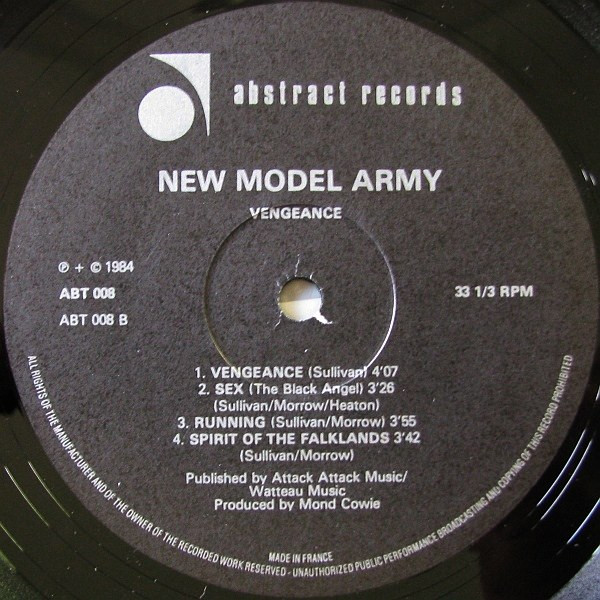 abstract records
NEW MODEL ARMY
VENGEANCE
℗ + © 1984
ABT 008
ABT 008 B
33 1/3 RPM
1. VENGEANCE (Sullivan) 4'07
2. SEX (The Black Angel) 3'26
(Sullivan/Morrow/Heaton)
3. RUNNING (Sullivan/Morrow) 3'55
4. SPIRIT OF THE FALKLANDS 3'42
(Sullivan/Morrow)
Published by Attack Attack Music/
Watteau Music
Produced by Mond Cowie
MADE IN FRANCE
ALL RIGHTS OF THE MANUFACTURER AND OF THE OWNER OF THE RECORDED WORK RESERVED - UNAUTHORIZED PUBLIC PERFORMANCE BROADCASTING AND COPYING OF THIS RECORD PROHIBITED